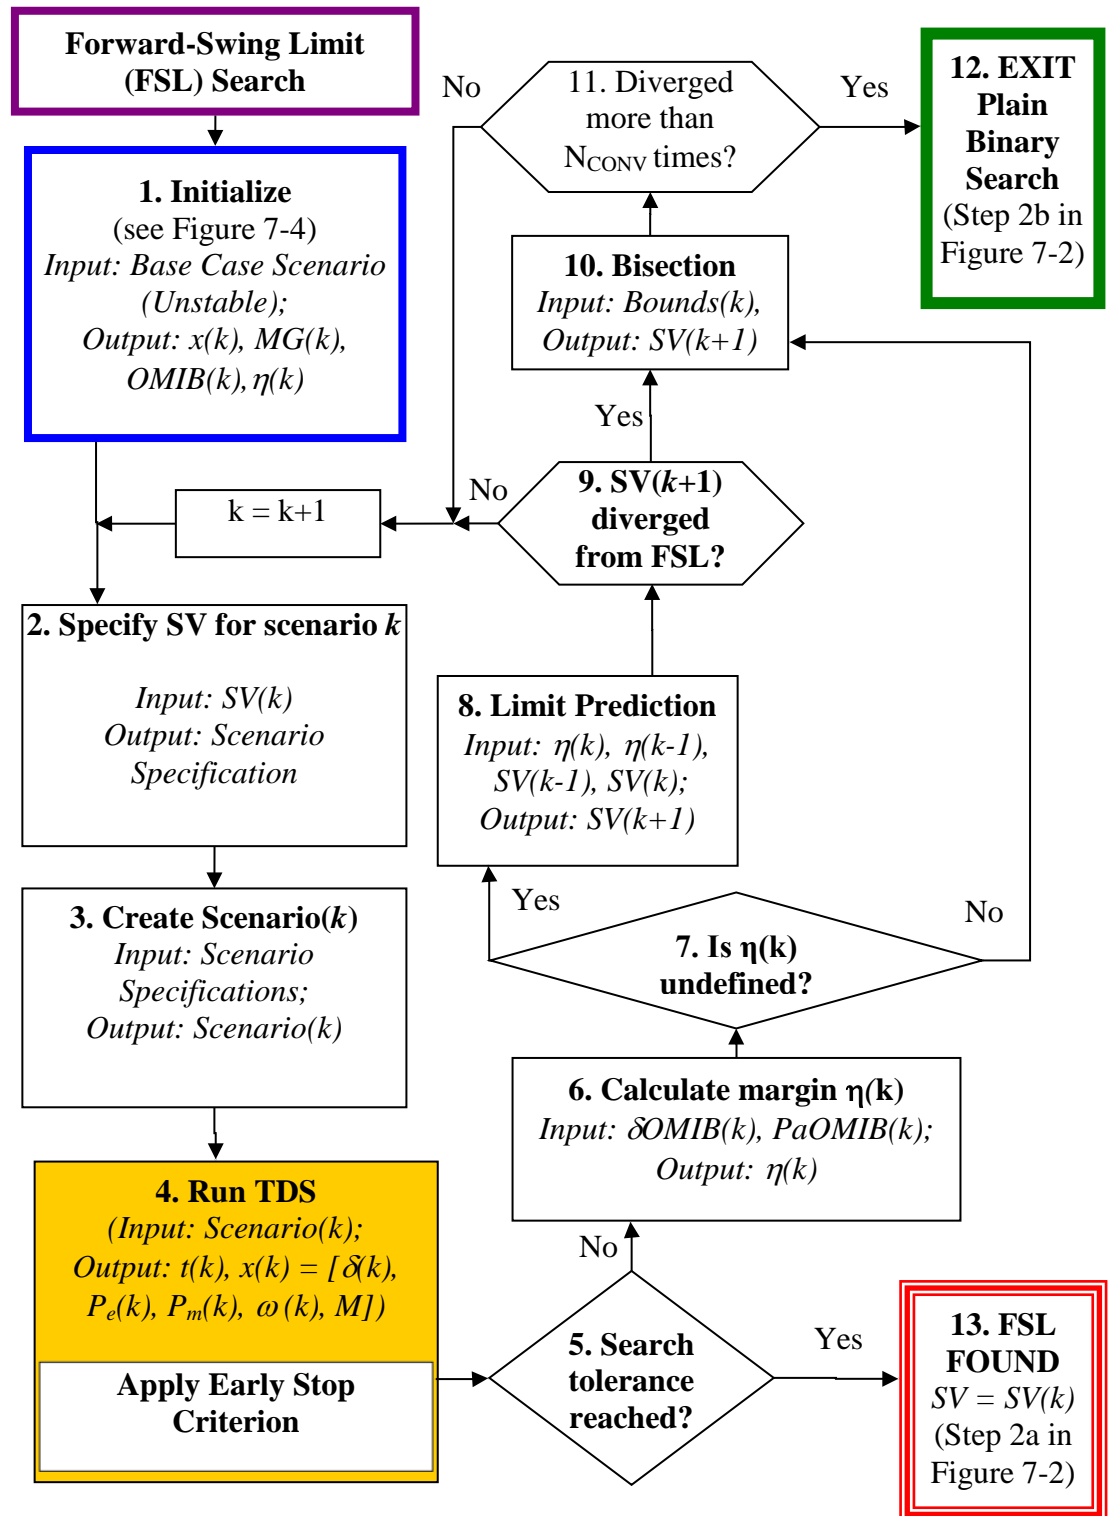 Forward-Swing Limit
(FSL) Search
1. Initialize
(see Figure 7-4)
Input: Base Case Scenario
(Unstable);
Output: x(k), MG(k),
OMIB(k), η(k)
k = k+1
2. Specify SV for scenario k
Input: SV(k)
Output: Scenario
Specification
3. Create Scenario(k)
Input: Scenario
Specifications;
Output: Scenario(k)
4. Run TDS
(Input: Scenario(k;
Output: t(k), x(k) = [δ(k),
Pe(k), Pm(k), ω(k), M])
Apply Early Stop
Criterion
5. Search
tolerance
reached?
No
Yes
6. Calculate margin η(k)
Input: δOMIB(k), PaOMIB(k);
Output: η(k)
7. Is η(k)
undefined?
Yes
No
8. Limit Prediction
Input: η(k), η(k-1),
SV(k-1), SV(k);
Output: SV(k+1)
9. SV(k+1)
diverged
from FSL?
No
Yes
10. Bisection
Input: Bounds(k),
Output: SV(k+1)
11. Diverged
more than
NCONV times?
No
Yes
12. EXIT
Plain
Binary
Search
(Step 2b in
Figure 7-2)
13. FSL
FOUND
SV = SV(k)
(Step 2a in
Figure 7-2)